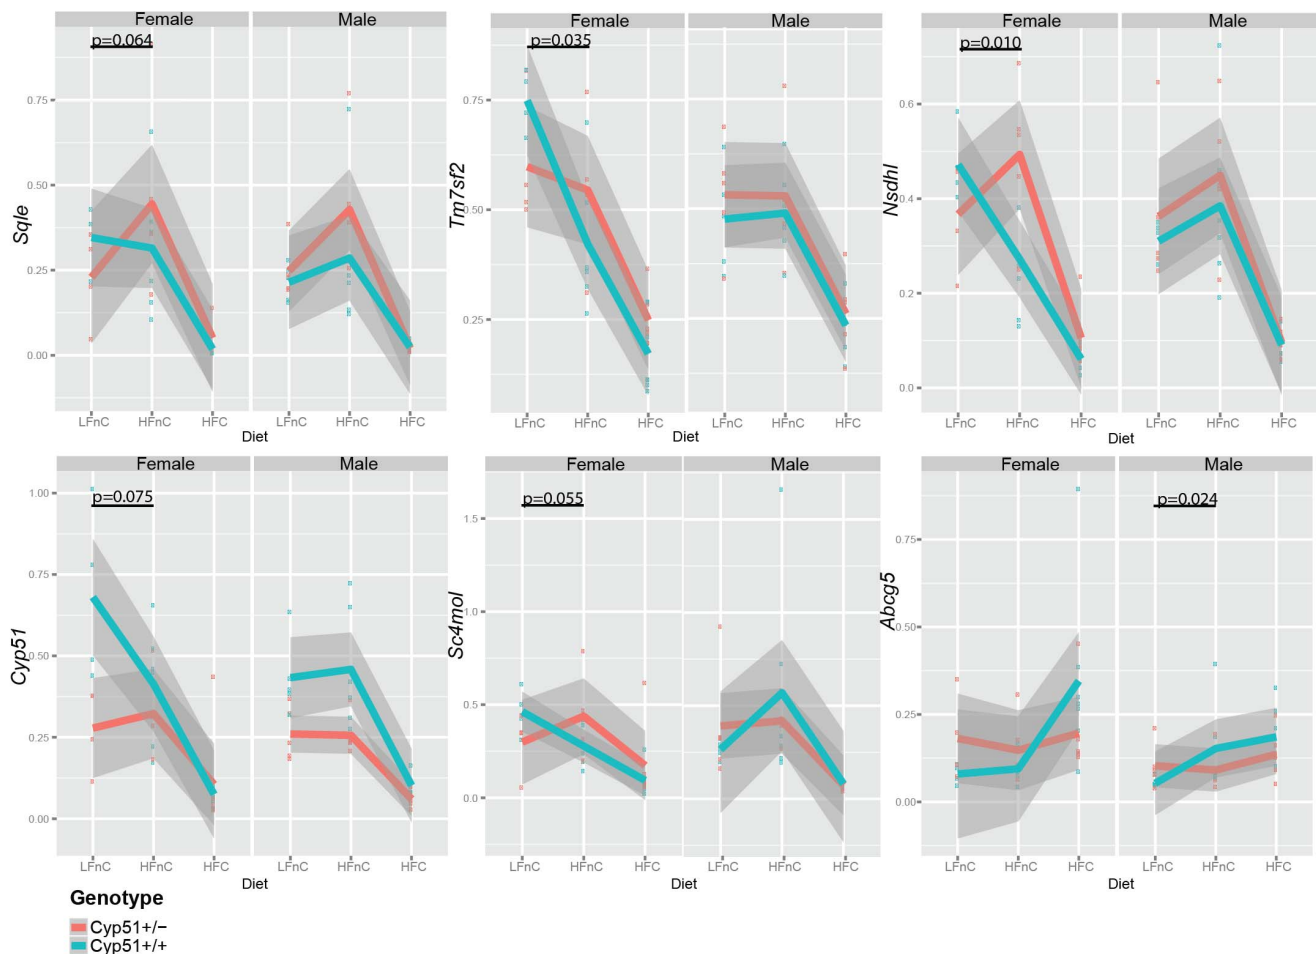 Female Male
p=0.064
0.75
0.50
0.25
0.00
Sqle
LFnC HFnC HFC LFnC HFnC HFC
Diet
Female Male
p=0.035
0.75
0.50
0.25
Tm7sf2
LFnC HFnC HFC LFnC HFnC HFC
Diet
Female Male
p=0.010
0.6
0.4
0.2
0.0
Nsdhl
LFnC HFnC HFC LFnC HFnC HFC
Diet
Female Male
p=0.075
1.00
0.75
0.50
0.25
0.00
Cyp51
LFnC HFnC HFC LFnC HFnC HFC
Diet
Female Male
p=0.055
1.5
1.0
0.5
0.0
Sc4mol
LFnC HFnC HFC LFnC HFnC HFC
Diet
Female Male
p=0.024
0.75
0.50
0.25
0.00
Abcg5
LFnC HFnC HFC LFnC HFnC HFC
Diet
Genotype
Cyp51+/−
Cyp51+/+